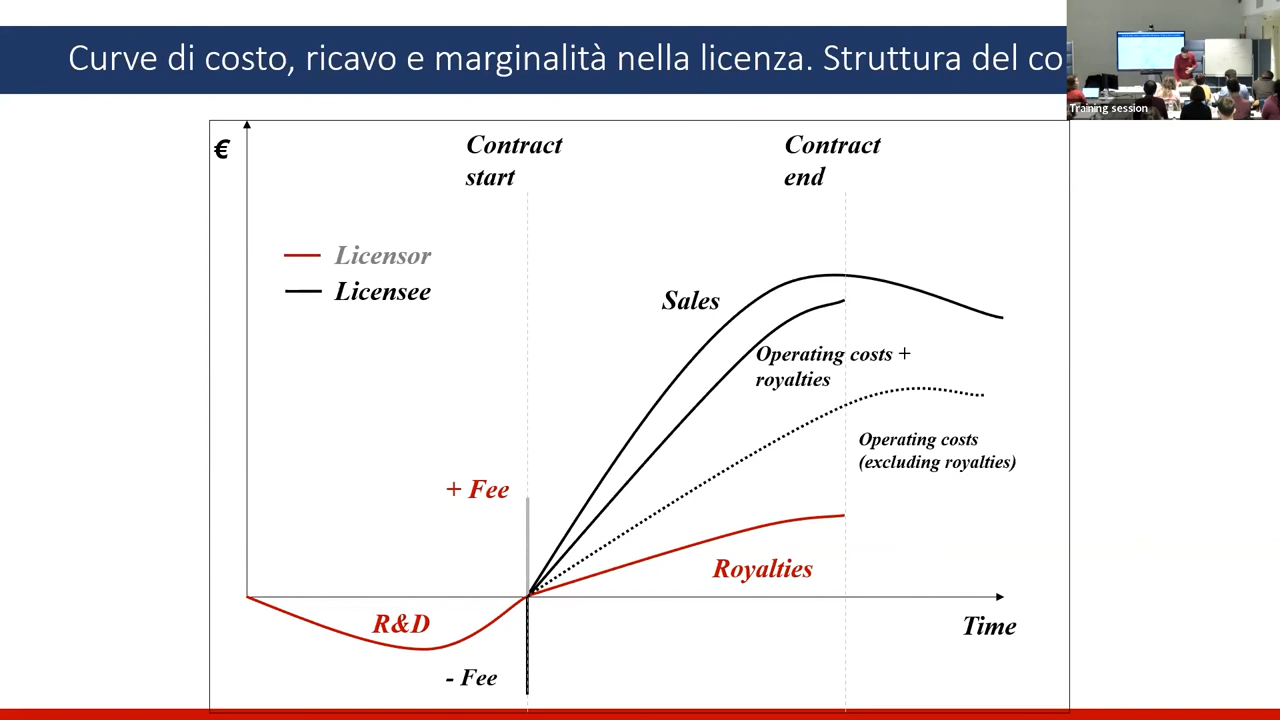 Curve di costo, ricavo e marginalità nella licenza. Struttura del co
Training session
€
Contract
start
Contract
end
Licensor
Licensee
Sales
Operating costs +
royalties
Operating costs
(excluding royalties)
+ Fee
Royalties
R&D
Time
- Fee